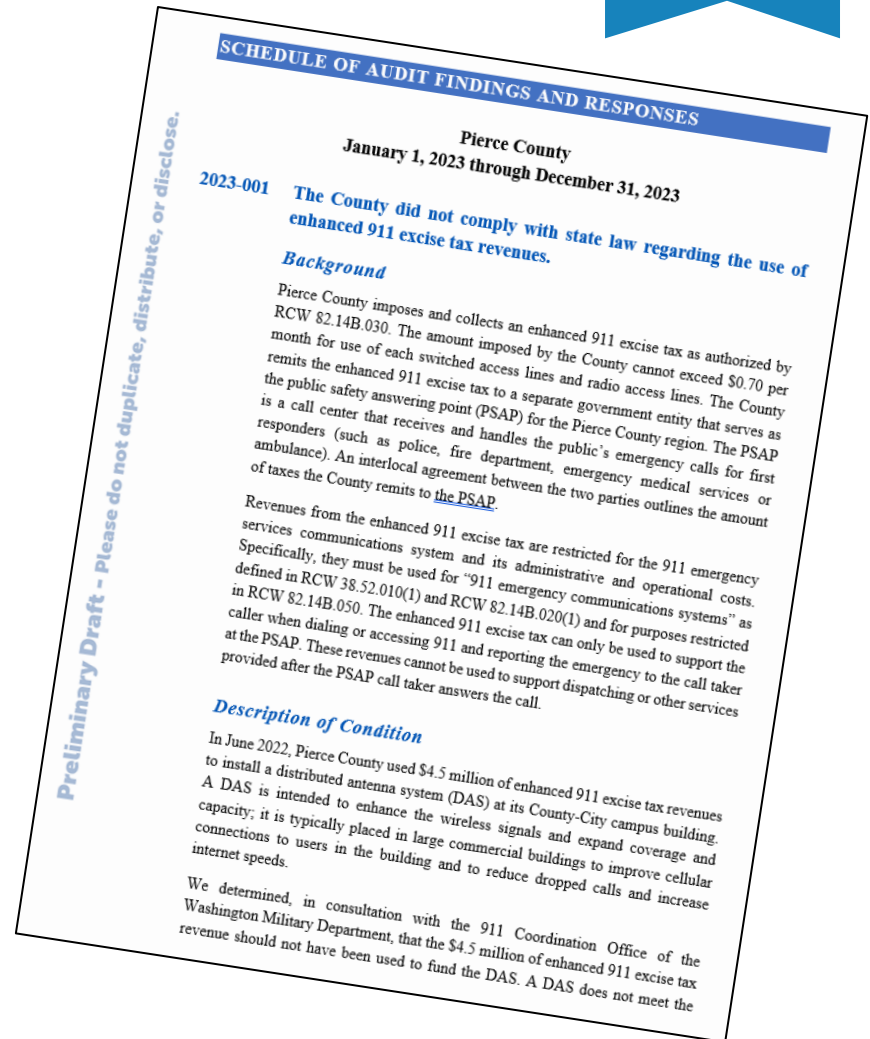 SCHEDULE OF AUDIT FINDINGS AND RESPONSES
Pierce County
January 1, 2023 through December 31, 2023
2023-001 The County did not comply with state law regarding the use of
enhanced 911 excise tax revenues.
Background
Pierce County imposes and collects an enhanced 911 excise tax as authorized by
RCW 82.14B.030. The amount imposed by the County cannot exceed $0.70 per
month for use of each switched access lines and radio access lines. The County
remits the enhanced 911 excise tax to a separate government entity that serves as
the public safety answering point (PSAP) for the Pierce County region. The PSAP
is a call center that receives and handles the public’s emergency calls for first
responders (such as police, fire department, emergency medical services or
ambulance). An interlocal agreement between the two parties outlines the amount
of taxes the County remits to the PSAP.
Revenues from the enhanced 911 excise tax are restricted for the 911 emergency
services communications system and its administrative and operational costs.
Specifically, they must be used for “911 emergency communications systems” as
defined in RCW 38.52.010(1) and RCW 82.14B.020(1) and for purposes restricted
in RCW 82.14B.050. The enhanced 911 excise tax can only be used to support the
caller when dialing or accessing 911 and reporting the emergency to the call taker
at the PSAP. These revenues cannot be used to support dispatching or other services
provided after the PSAP call taker answers the call.
Description of Condition
In June 2022, Pierce County used $4.5 million of enhanced 911 excise tax revenues
to install a distributed antenna system (DAS) at its County-City campus building.
A DAS is intended to enhance the wireless signals and expand coverage and
capacity; it is typically placed in large commercial buildings to improve cellular
connections to users in the building and to reduce dropped calls and increase
internet speeds.
We determined, in consultation with the 911 Coordination Office of the
Washington Military Department, that the $4.5 million of enhanced 911 excise tax
revenue should not have been used to fund the DAS. A DAS does not meet the
Preliminary Draft - Please do not duplicate, distribute, or disclose.